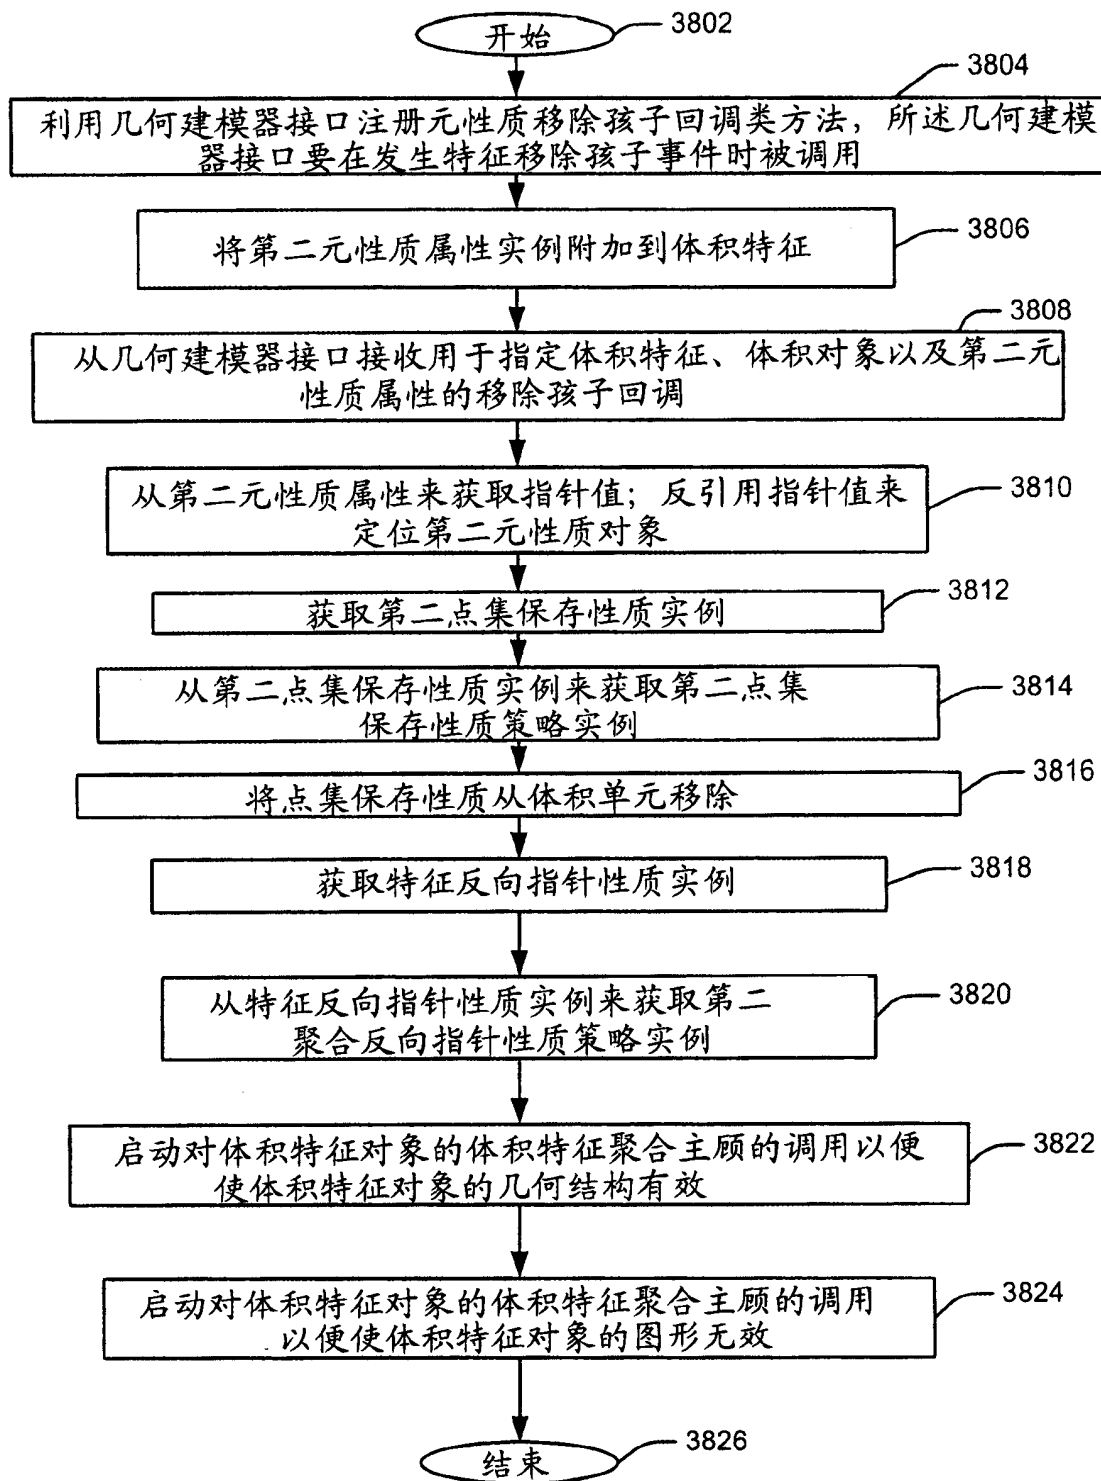 开始
3802
3804
利用几何建模器接口注册元性质移除孩子回调类方法，所述几何建模
器接口要在发生特征移除孩子事件时被调用
3806
将第二元性质属性实例附加到体积特征
3808
从几何建模器接口接收用于指定体积特征、体积对象以及第二元
性质属性的移除孩子回调
3810
从第二元性质属性来获取指针值；反引用指针值来
定位第二元性质对象
3812
获取第二点集保存性质实例
3814
从第二点集保存性质实例来获取第二点集
保存性质策略实例
3816
将点集保存性质从体积单元移除
3818
获取特征反向指针性质实例
3820
从特征反向指针性质实例来获取第二
聚合反向指针性质策略实例
3822
启动对体积特征对象的体积特征聚合主顾的调用以便
使体积特征对象的几何结构有效
3824
启动对体积特征对象的体积特征聚合主顾的调用
以便使体积特征对象的图形无效
3826
结束